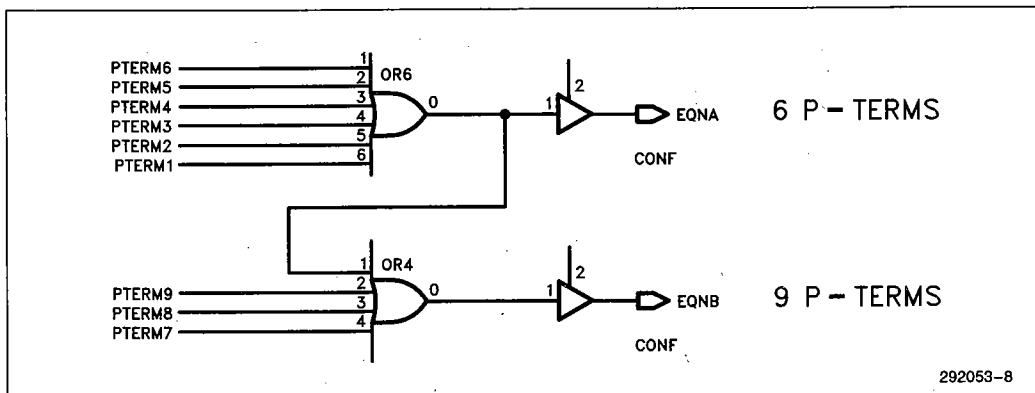 PTERM6 1 OR6
PTERM5 2
PTERM4 3 0 1 2 EQNA 6 P-TERMS
PTERM3 4
PTERM2 5 CONF
PTERM1 6
1 OR4
PTERM9 2 0 1 2 EQNB 9 P-TERMS
PTERM8 3
PTERM7 4 CONF
292053-8